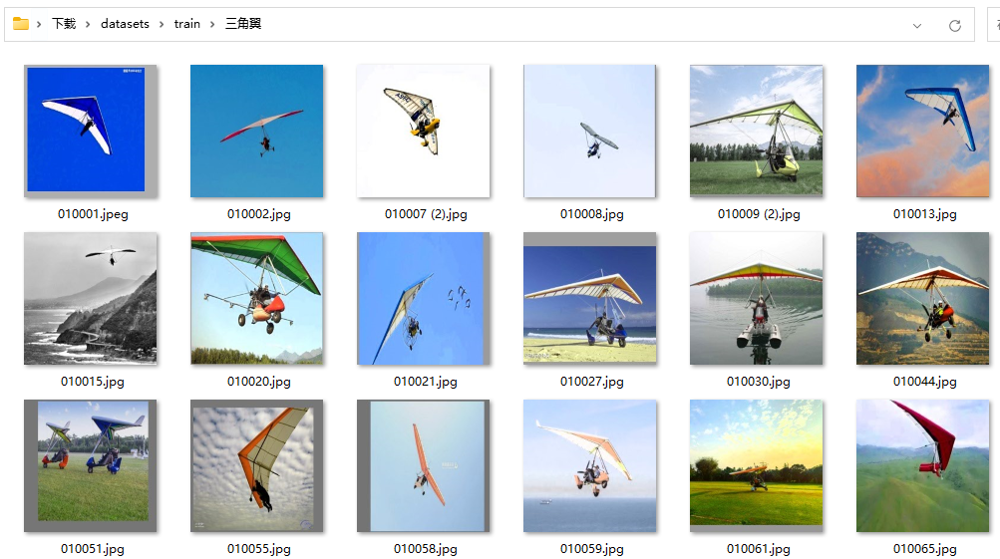 下载 datasets train 三角翼
010001.jpeg 010002.jpg 010007 (2).jpg 010008.jpg 010009 (2).jpg 010013.jpg
010015.jpg 010020.jpg 010021.jpg 010027.jpg 010030.jpg 010044.jpg
010051.jpg 010055.jpg 010058.jpg 010059.jpg 010061.jpg 010065.jpg